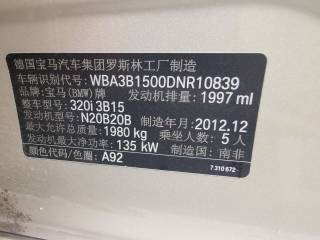 德国宝马汽车集团罗斯林工厂制造
车辆识别代号: WBA3B1500DNR10839
品牌: 宝马(BMW)牌 发动机排量: 1997 ml
整车型号: 320i 3B15
发动机型号: N20B20B 制造年月: 2012.12
最大允许总质量: 1980 kg 乘坐人数: 5 人
发动机最大净功率: 135 kW 制造国: 南非
颜色代码/色圈: A92
7 310 672